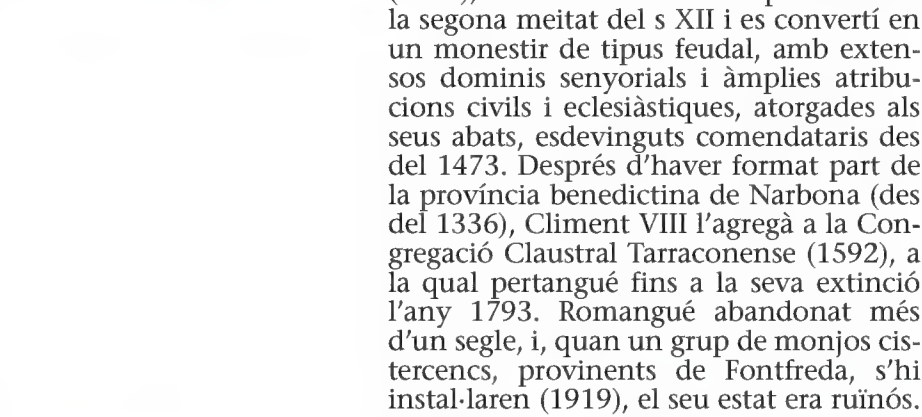 la segona meitat del s XII i es convertí en
un monestir de tipus feudal, amb exten-
sos dominis senyorials i àmplies atribu-
cions civils i eclesiàstiques, atorgades als
seus abats, esdevinguts comendataris des
del 1473. Després d'haver format part de
la província benedictina de Narbona (des
del 1336), Climent VIII l'agregà a la Con-
gregació Claustral Tarraconense (1592), a
la qual pertangué fins a la seva extinció
l'any 1793. Romangué abandonat més
d'un segle, i, quan un grup de monjos cis-
tercencs, provinents de Fontfreda, s'hi
instal·laren (1919), el seu estat era ruïnós.